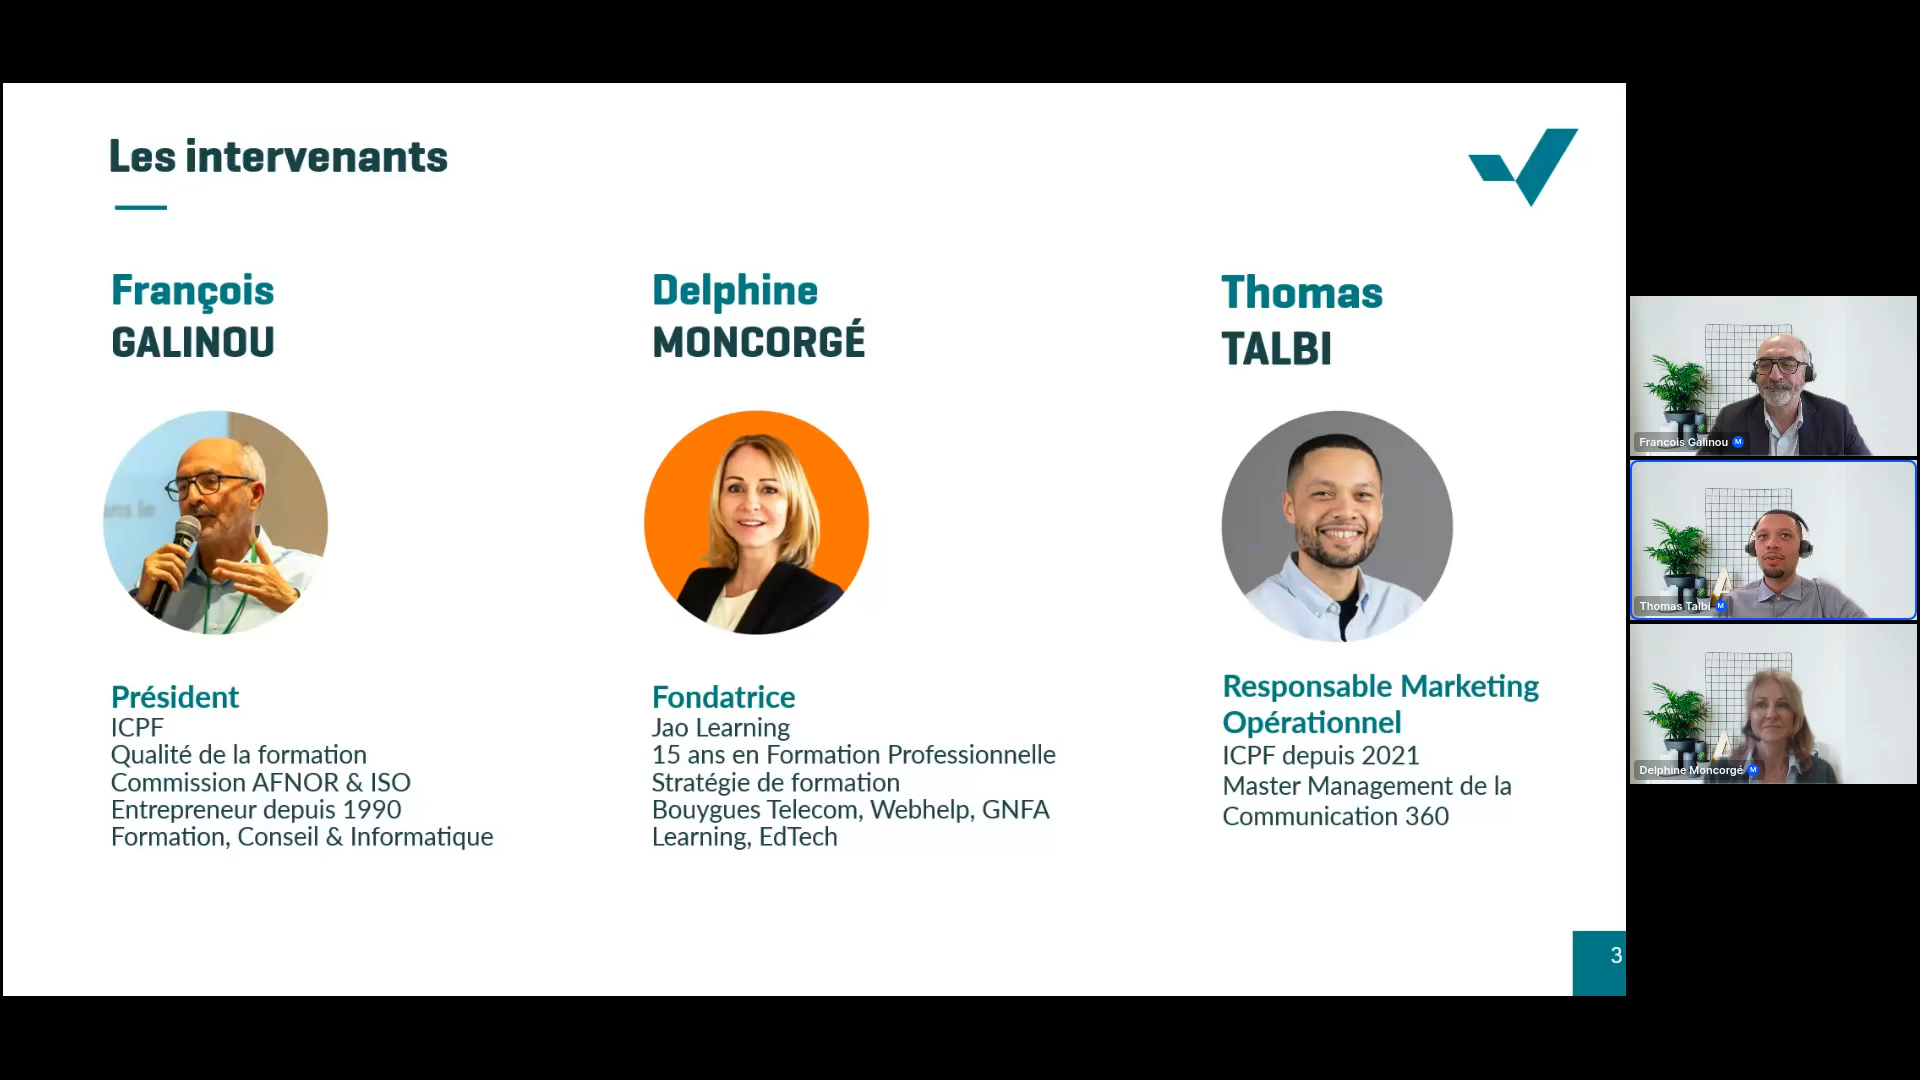 Les intervenants
François
GALINOU
Président
ICPF
Qualité de la formation
Commission AFNOR & ISO
Entrepreneur depuis 1990
Formation, Conseil & Informatique
Delphine
MONCORGÉ
Fondatrice
Jao Learning
15 ans en Formation Professionnelle
Stratégie de formation
Bouygues Telecom, Webhelp, GNFA
Learning, EdTech
Thomas
TALBI
Responsable Marketing
Opérationnel
ICPF depuis 2021
Master Management de la
Communication 360
3
Francois Galinou M
Thomas Talbi M
Delphine Moncorgé M